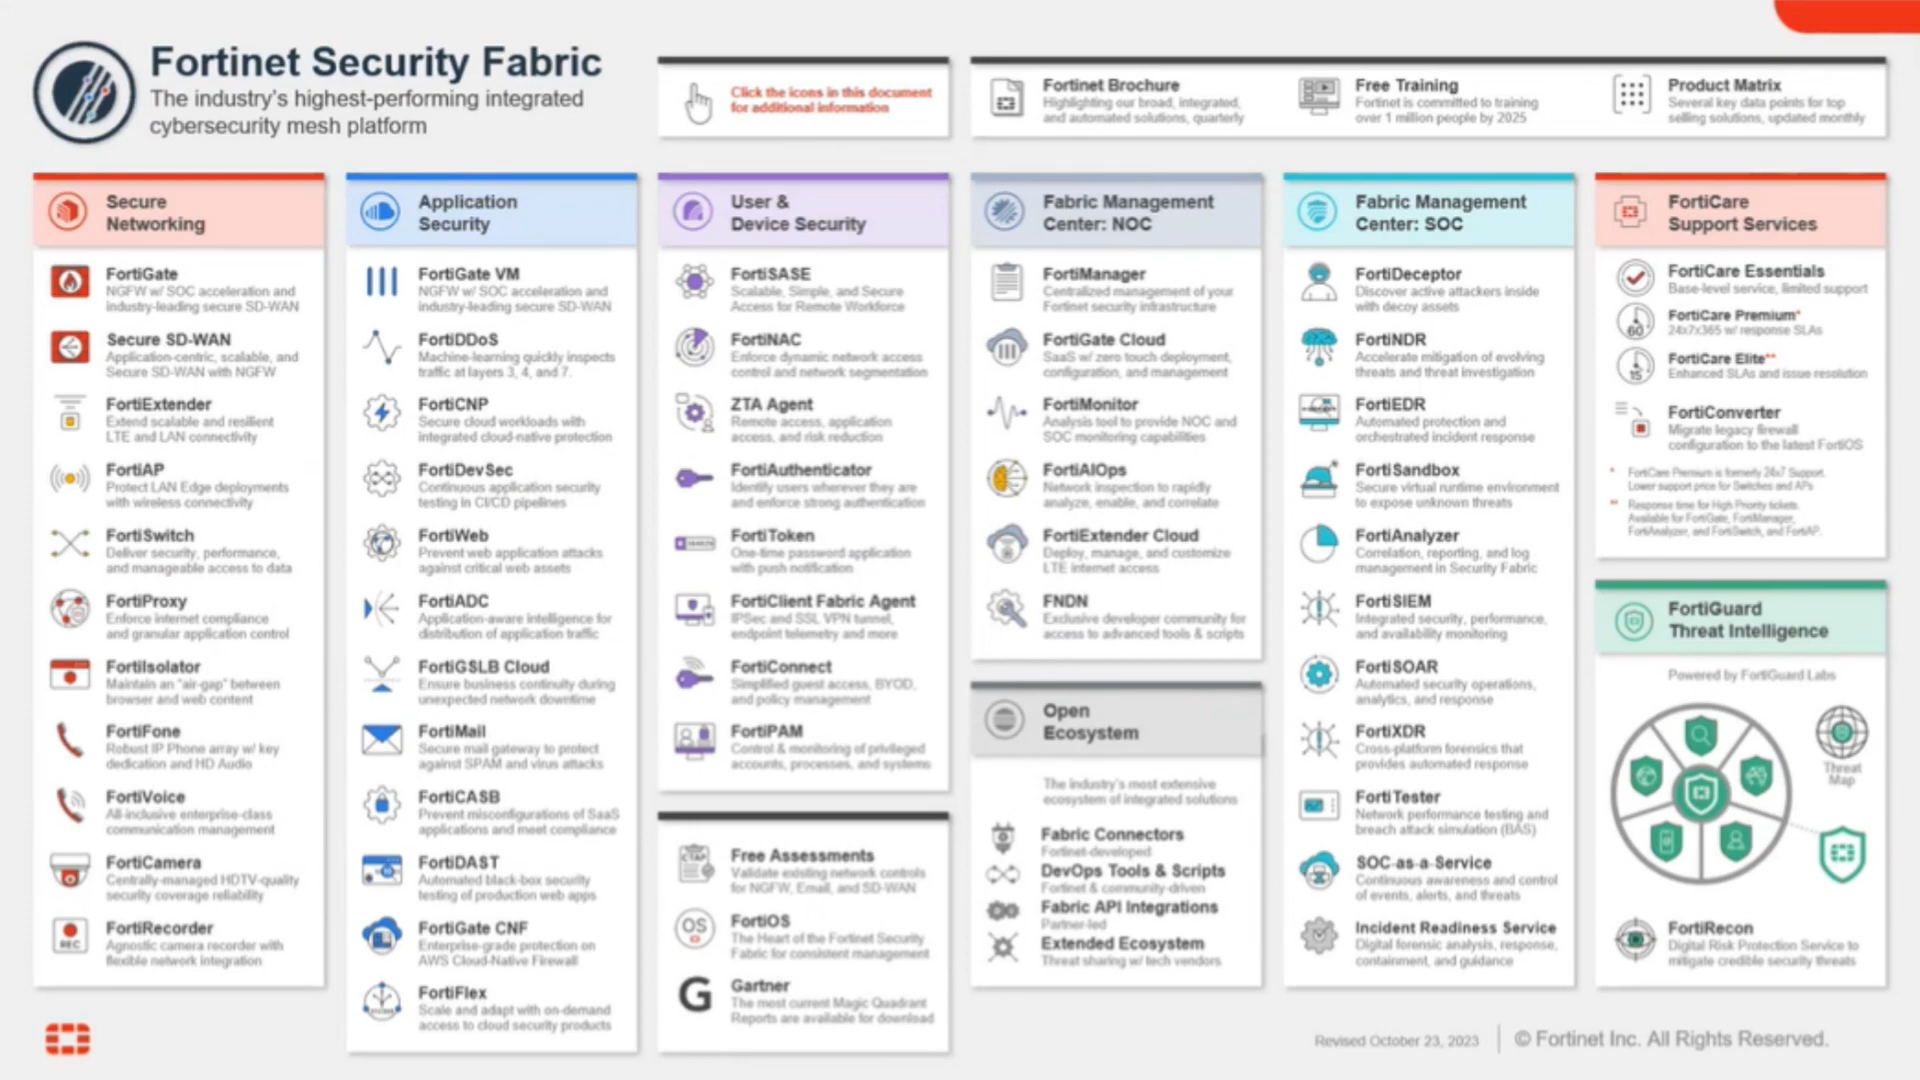 Fortinet Security Fabric
The industry's highest-performing integrated
cybersecurity mesh platform
Click the icons in this document
for additional information
Fortinet Brochure
Highlighting our broad, integrated,
and automated solutions, quarterly
Free Training
Fortinet is committed to training
over 1 million people by 2025
Product Matrix
Several key data points for top
selling solutions, updated monthly
Secure
Networking
FortiGate
NGFW w/ SOC acceleration and
industry-leading secure SD-WAN
Secure SD-WAN
Application-centric, scalable, and
Secure SD-WAN with NGFW
FortiExtender
Extend scalable and resilient
LTE and LAN connectivity
FortiAP
Protect LAN Edge deployments
with wireless connectivity
FortiSwitch
Deliver security, performance,
and manageable access to data
FortiProxy
Enforce internet compliance
and granular application control
FortiIsolator
Maintain an "air-gap" between
browser and web content
FortiFone
Robust IP Phone array w/ key
dedication and HD Audio
FortiVoice
All-inclusive enterprise-class
communication management
FortiCamera
Centrally-managed HDTV-quality
security coverage reliability
REC
FortiRecorder
Agnostic camera recorder with
flexible network integration
Application
Security
FortiGate VM
NGFW w/ SOC acceleration and
industry-leading secure SD-WAN
FortiDDoS
Machine-learning quickly inspects
traffic at layers 3, 4, and 7.
FortiCNP
Secure cloud workloads with
integrated cloud-native protection
FortiDevSec
Continuous application security
testing in CI/CD pipelines
FortiWeb
Prevent web application attacks
against critical web assets
FortiADC
Application-aware intelligence for
distribution of application traffic
FortiGSLB Cloud
Ensure business continuity during
unexpected network downtime
FortiMail
Secure mail gateway to protect
against SPAM and virus attacks
FortiCASB
Prevent misconfigurations of SaaS
applications and meet compliance
FortiDAST
Automated black-box security
testing of production web apps
FortiGate CNF
Enterprise-grade protection on
AWS Cloud-Native Firewall
FortiFlex
Scale and adapt with on-demand
access to cloud security products
User &
Device Security
FortiSASE
Scalable, Simple, and Secure
Access for Remote Workforce
FortiNAC
Enforce dynamic network access
control and network segmentation
ZTA Agent
Remote access, application
access, and risk reduction
FortiAuthenticator
Identify users wherever they are
and enforce strong authentication
FortiToken
One-time password application
with push notification
FortiClient Fabric Agent
IPSec and SSL VPN tunnel,
endpoint telemetry and more
FortiConnect
Simplified guest access, BYOD,
and policy management
FortiPAM
Control & monitoring of privileged
accounts, processes, and systems
CTAP
Free Assessments
Validate existing network controls
for NGFW, Email, and SD-WAN
OS
FortiOS
The Heart of the Fortinet Security
Fabric for consistent management
G
Gartner
The most current Magic Quadrant
Reports are available for download
Fabric Management
Center: NOC
FortiManager
Centralized management of your
Fortinet security infrastructure
FortiGate Cloud
SaaS w/ zero touch deployment,
configuration, and management
FortiMonitor
Analysis tool to provide NOC and
SOC monitoring capabilities
FortiAIOps
Network inspection to rapidly
analyze, enable, and correlate
FortiExtender Cloud
Deploy, manage, and customize
LTE internet access
FNDN
Exclusive developer community for
access to advanced tools & scripts
Open
Ecosystem
The industry's most extensive
ecosystem of integrated solutions
Fabric Connectors
Fortinet-developed
DevOps Tools & Scripts
Fortinet & community-driven
Fabric API Integrations
Partner-led
Extended Ecosystem
Threat sharing w/ tech vendors
Fabric Management
Center: SOC
FortiDeceptor
Discover active attackers inside
with decoy assets
FortiNDR
Accelerate mitigation of evolving
threats and threat investigation
FortiEDR
Automated protection and
orchestrated incident response
FortiSandbox
Secure virtual runtime environment
to expose unknown threats
FortiAnalyzer
Correlation, reporting, and log
management in Security Fabric
FortiSIEM
Integrated security, performance,
and availability monitoring
FortiSOAR
Automated security operations,
analytics, and response
FortiXDR
Cross-platform forensics that
provides automated response
FortiTester
Network performance testing and
breach attack simulation (BAS)
SOC-as-a-Service
Continuous awareness and control
of events, alerts, and threats
Incident Readiness Service
Digital forensic analysis, response,
containment, and guidance
FortiCare
Support Services
FortiCare Essentials
Base-level service, limited support
60
FortiCare Premium*
24x7x365 w/ response SLAs
15
FortiCare Elite**
Enhanced SLAs and issue resolution
FortiConverter
Migrate legacy firewall
configuration to the latest FortiOS
* FortiCare Premium is formerly 24x7 Support.
Lower support price for Switches and APs
** Response time for High Priority tickets.
Available for FortiGate, FortiManager,
FortiAnalyzer, and FortiSwitch, and FortiAP.
FortiGuard
Threat Intelligence
Powered by FortiGuard Labs
Threat
Map
FortiRecon
Digital Risk Protection Service to
mitigate credible security threats
Revised October 23, 2023
© Fortinet Inc. All Rights Reserved.